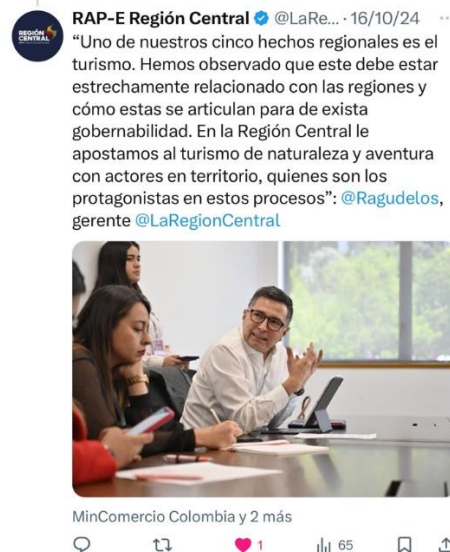 RAP-E Región Central @LaRe... · 16/10/24
REGIÓN
CENTRAL
“Uno de nuestros cinco hechos regionales es el
turismo. Hemos observado que este debe estar
estrechamente relacionado con las regiones y
cómo estas se articulan para de exista
gobernabilidad. En la Región Central le
apostamos al turismo de naturaleza y aventura
con actores en territorio, quienes son los
protagonistas en estos procesos”: @Ragudelos,
gerente @LaRegionCentral
MinComercio Colombia y 2 más
1 65